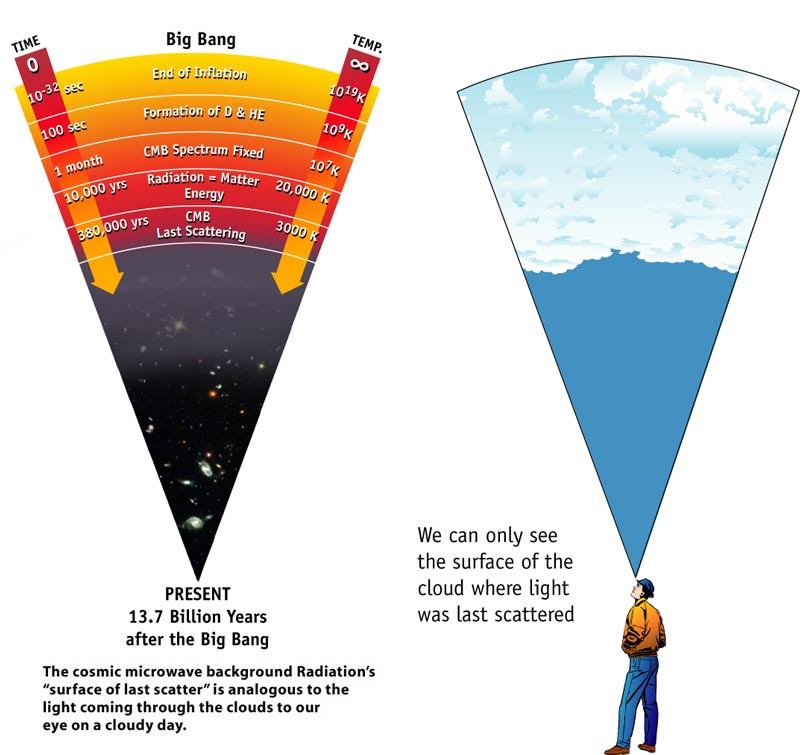 TIME
Big Bang
TEMP.
0
∞
End of Inflation
10⁻³² sec
10¹⁹K
Formation of D & HE
100 sec
10⁹K
CMB Spectrum Fixed
1 month
10⁷K
Radiation = Matter
Energy
10,000 yrs
20,000 K
CMB
Last Scattering
380,000 yrs
3000 K
PRESENT
13.7 Billion Years
after the Big Bang
The cosmic microwave background Radiation’s
“surface of last scatter” is analogous to the
light coming through the clouds to our
eye on a cloudy day.
We can only see
the surface of the
cloud where light
was last scattered